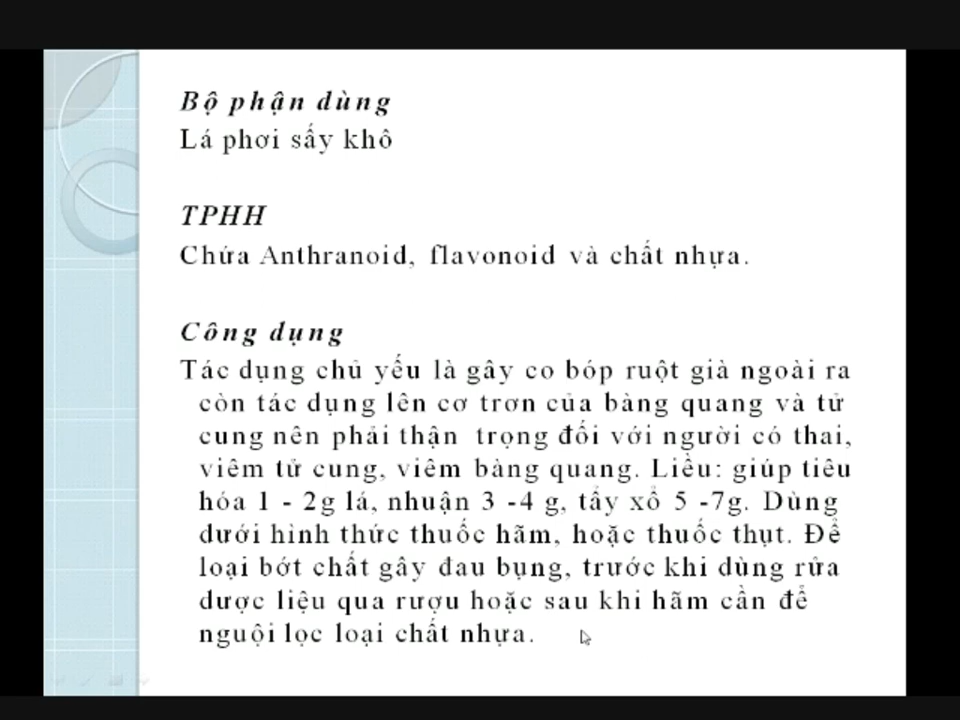 Bộ phận dùng
Lá phơi sấy khô
TPHH
Chứa Anthranoid, flavonoid và chất nhựa.
Công dụng
Tác dụng chủ yếu là gây co bóp ruột già ngoài ra
còn tác dụng lên cơ trơn của bàng quang và tử
cung nên phải thận trọng đối với người có thai,
viêm tử cung, viêm bàng quang. Liều: giúp tiêu
hóa 1 - 2g lá, nhuận 3 -4 g, tẩy xổ 5 -7g. Dùng
dưới hình thức thuốc hãm, hoặc thuốc thụt. Để
loại bớt chất gây đau bụng, trước khi dùng rửa
dược liệu qua rượu hoặc sau khi hãm cần để
nguội lọc loại chất nhựa.